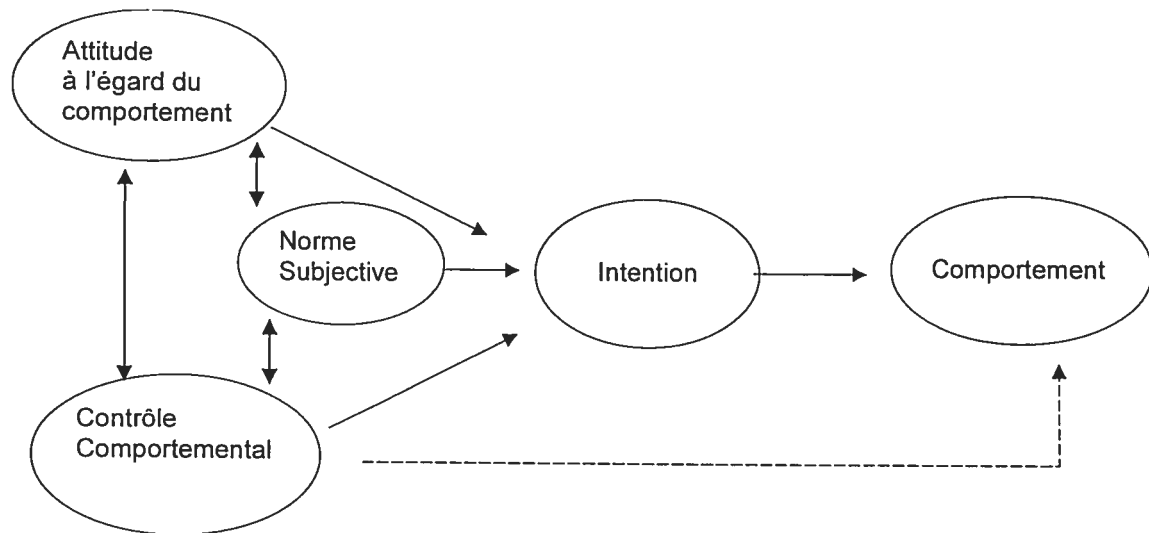 Attitude
à l'égard du
comportement
Norme
Subjective
Intention
Comportement
Contrôle
Comportemental